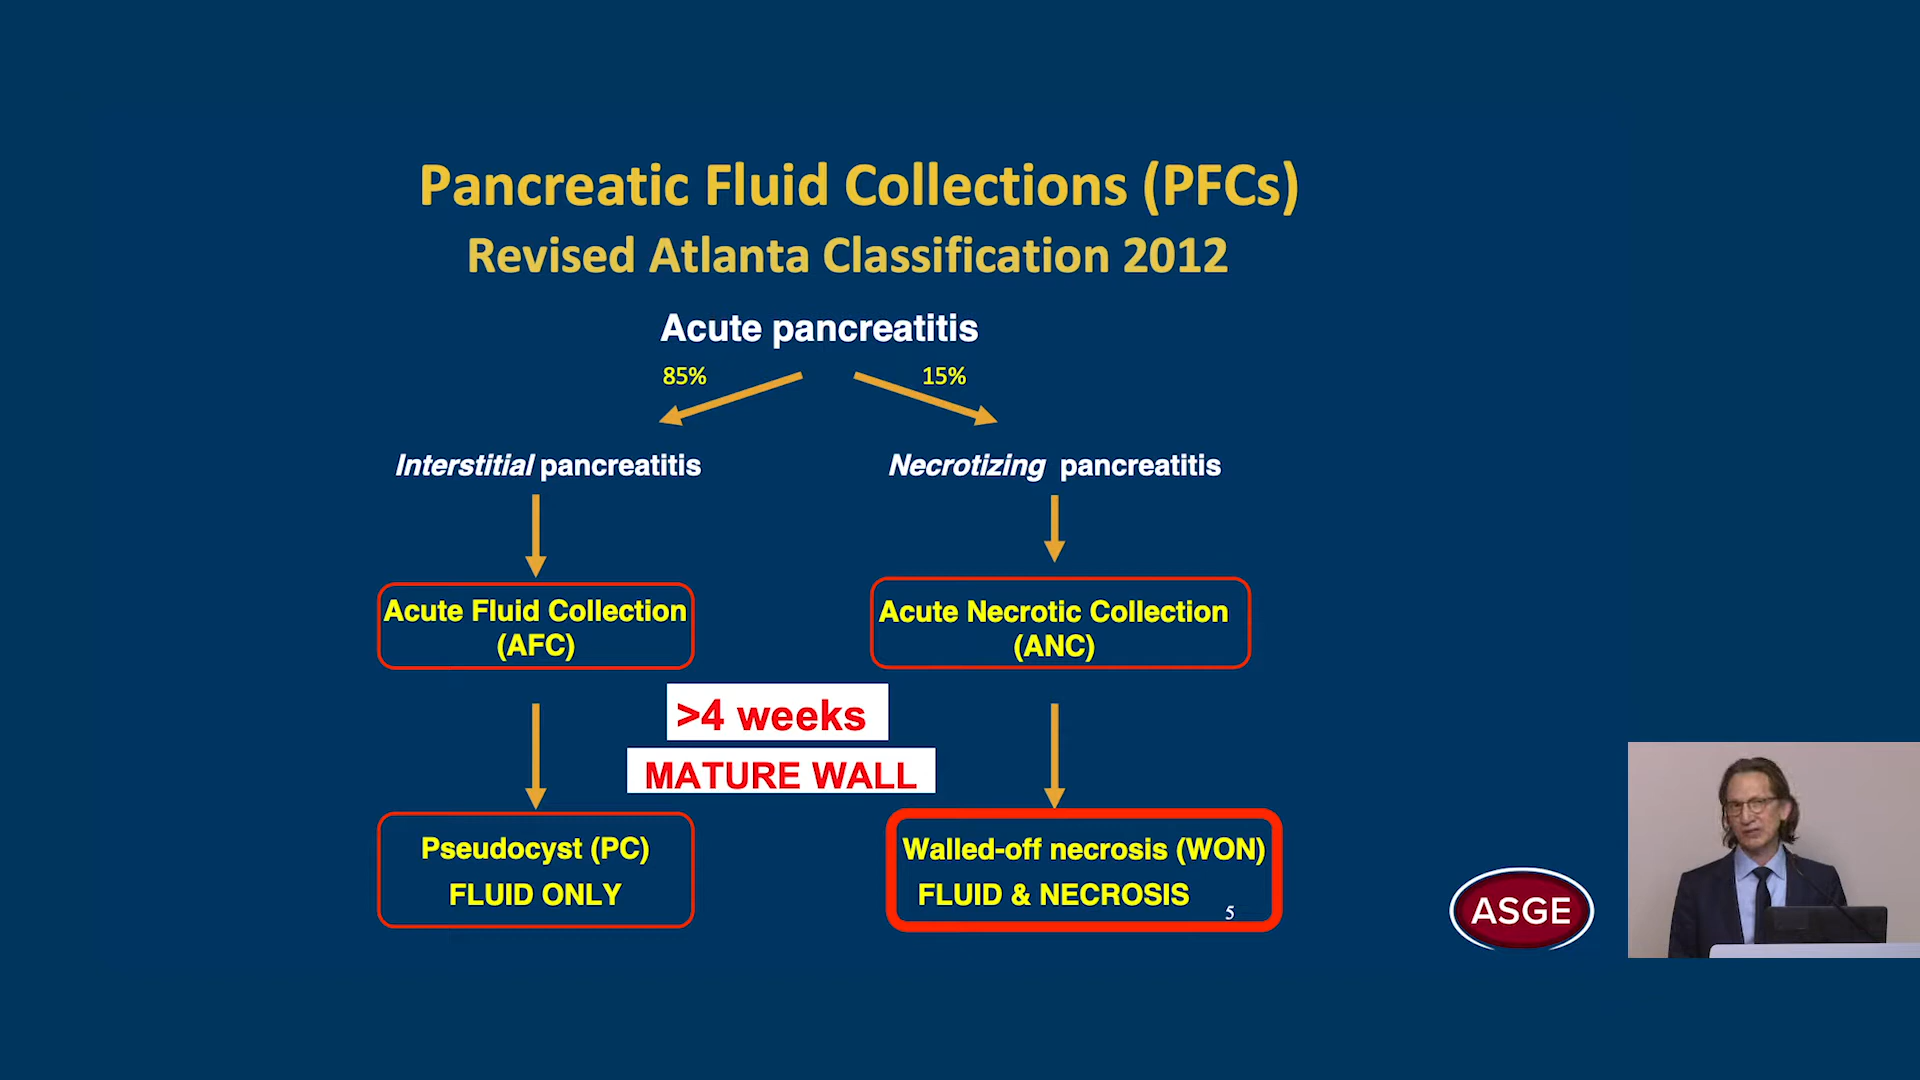 Pancreatic Fluid Collections (PFCs)
Revised Atlanta Classification 2012
Acute pancreatitis
85%
15%
Interstitial pancreatitis
Necrotizing pancreatitis
Acute Fluid Collection
(AFC)
Acute Necrotic Collection
(ANC)
>4 weeks
MATURE WALL
Pseudocyst (PC)
FLUID ONLY
Walled-off necrosis (WON)
FLUID & NECROSIS
5
ASGE